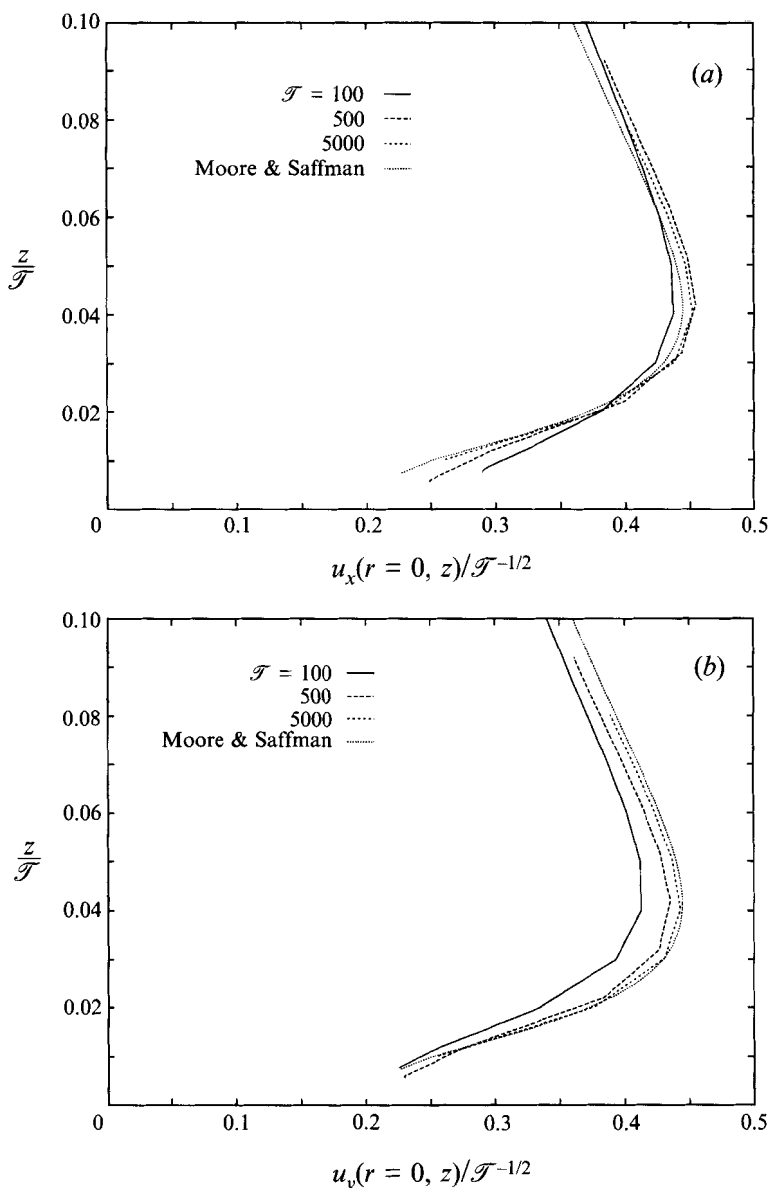 0.10
(a)
𝒯 = 100
500
5000
Moore & Saffman
0.08
0.06
z/𝒯
0.04
0.02
0 0.1 0.2 0.3 0.4 0.5
u_x(r = 0, z)/𝒯^{-1/2}
0.10
(b)
𝒯 = 100
500
5000
Moore & Saffman
0.08
0.06
z/𝒯
0.04
0.02
0 0.1 0.2 0.3 0.4 0.5
u_y(r = 0, z)/𝒯^{-1/2}